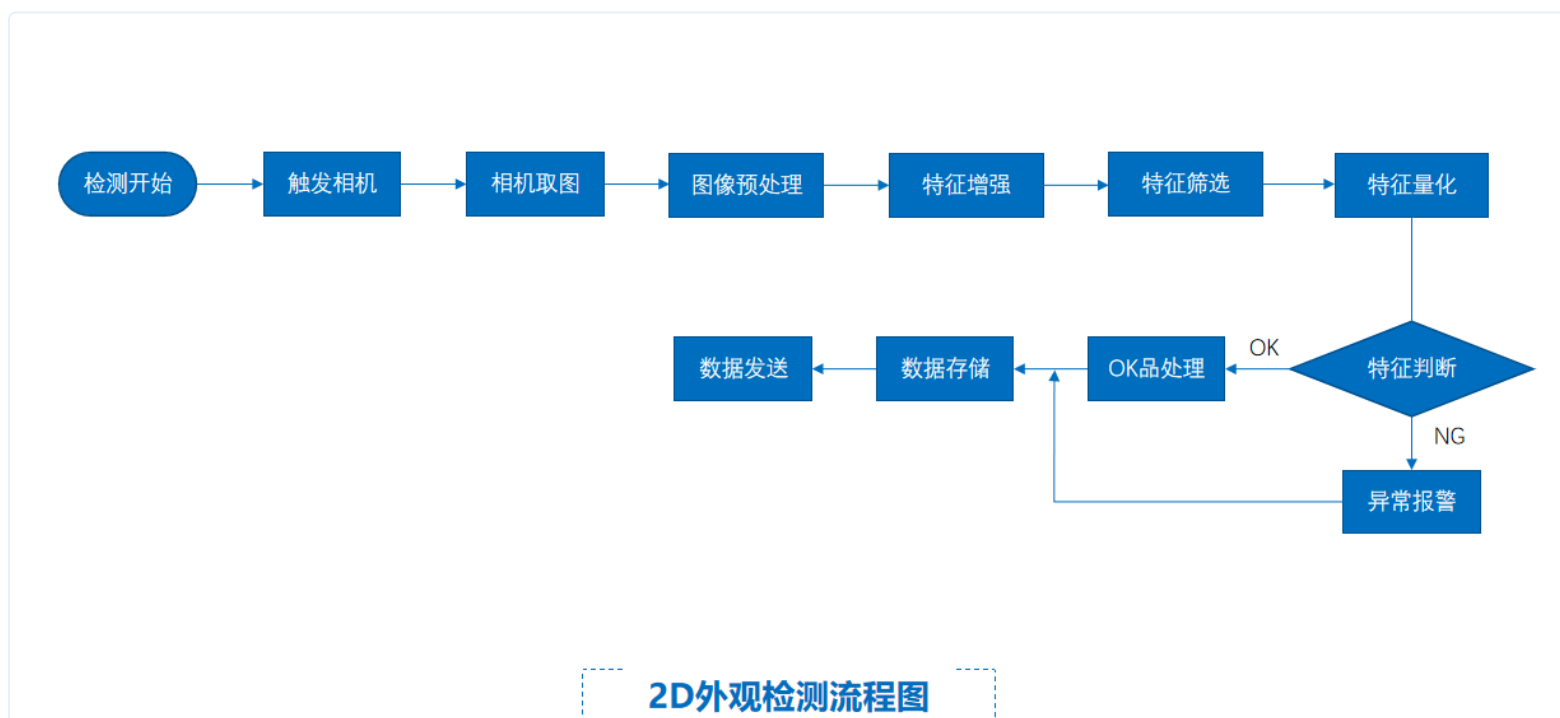 检测开始
触发相机
相机取图
图像预处理
特征增强
特征筛选
特征量化
数据发送
数据存储
OK品处理
OK
特征判断
NG
异常报警
2D外观检测流程图